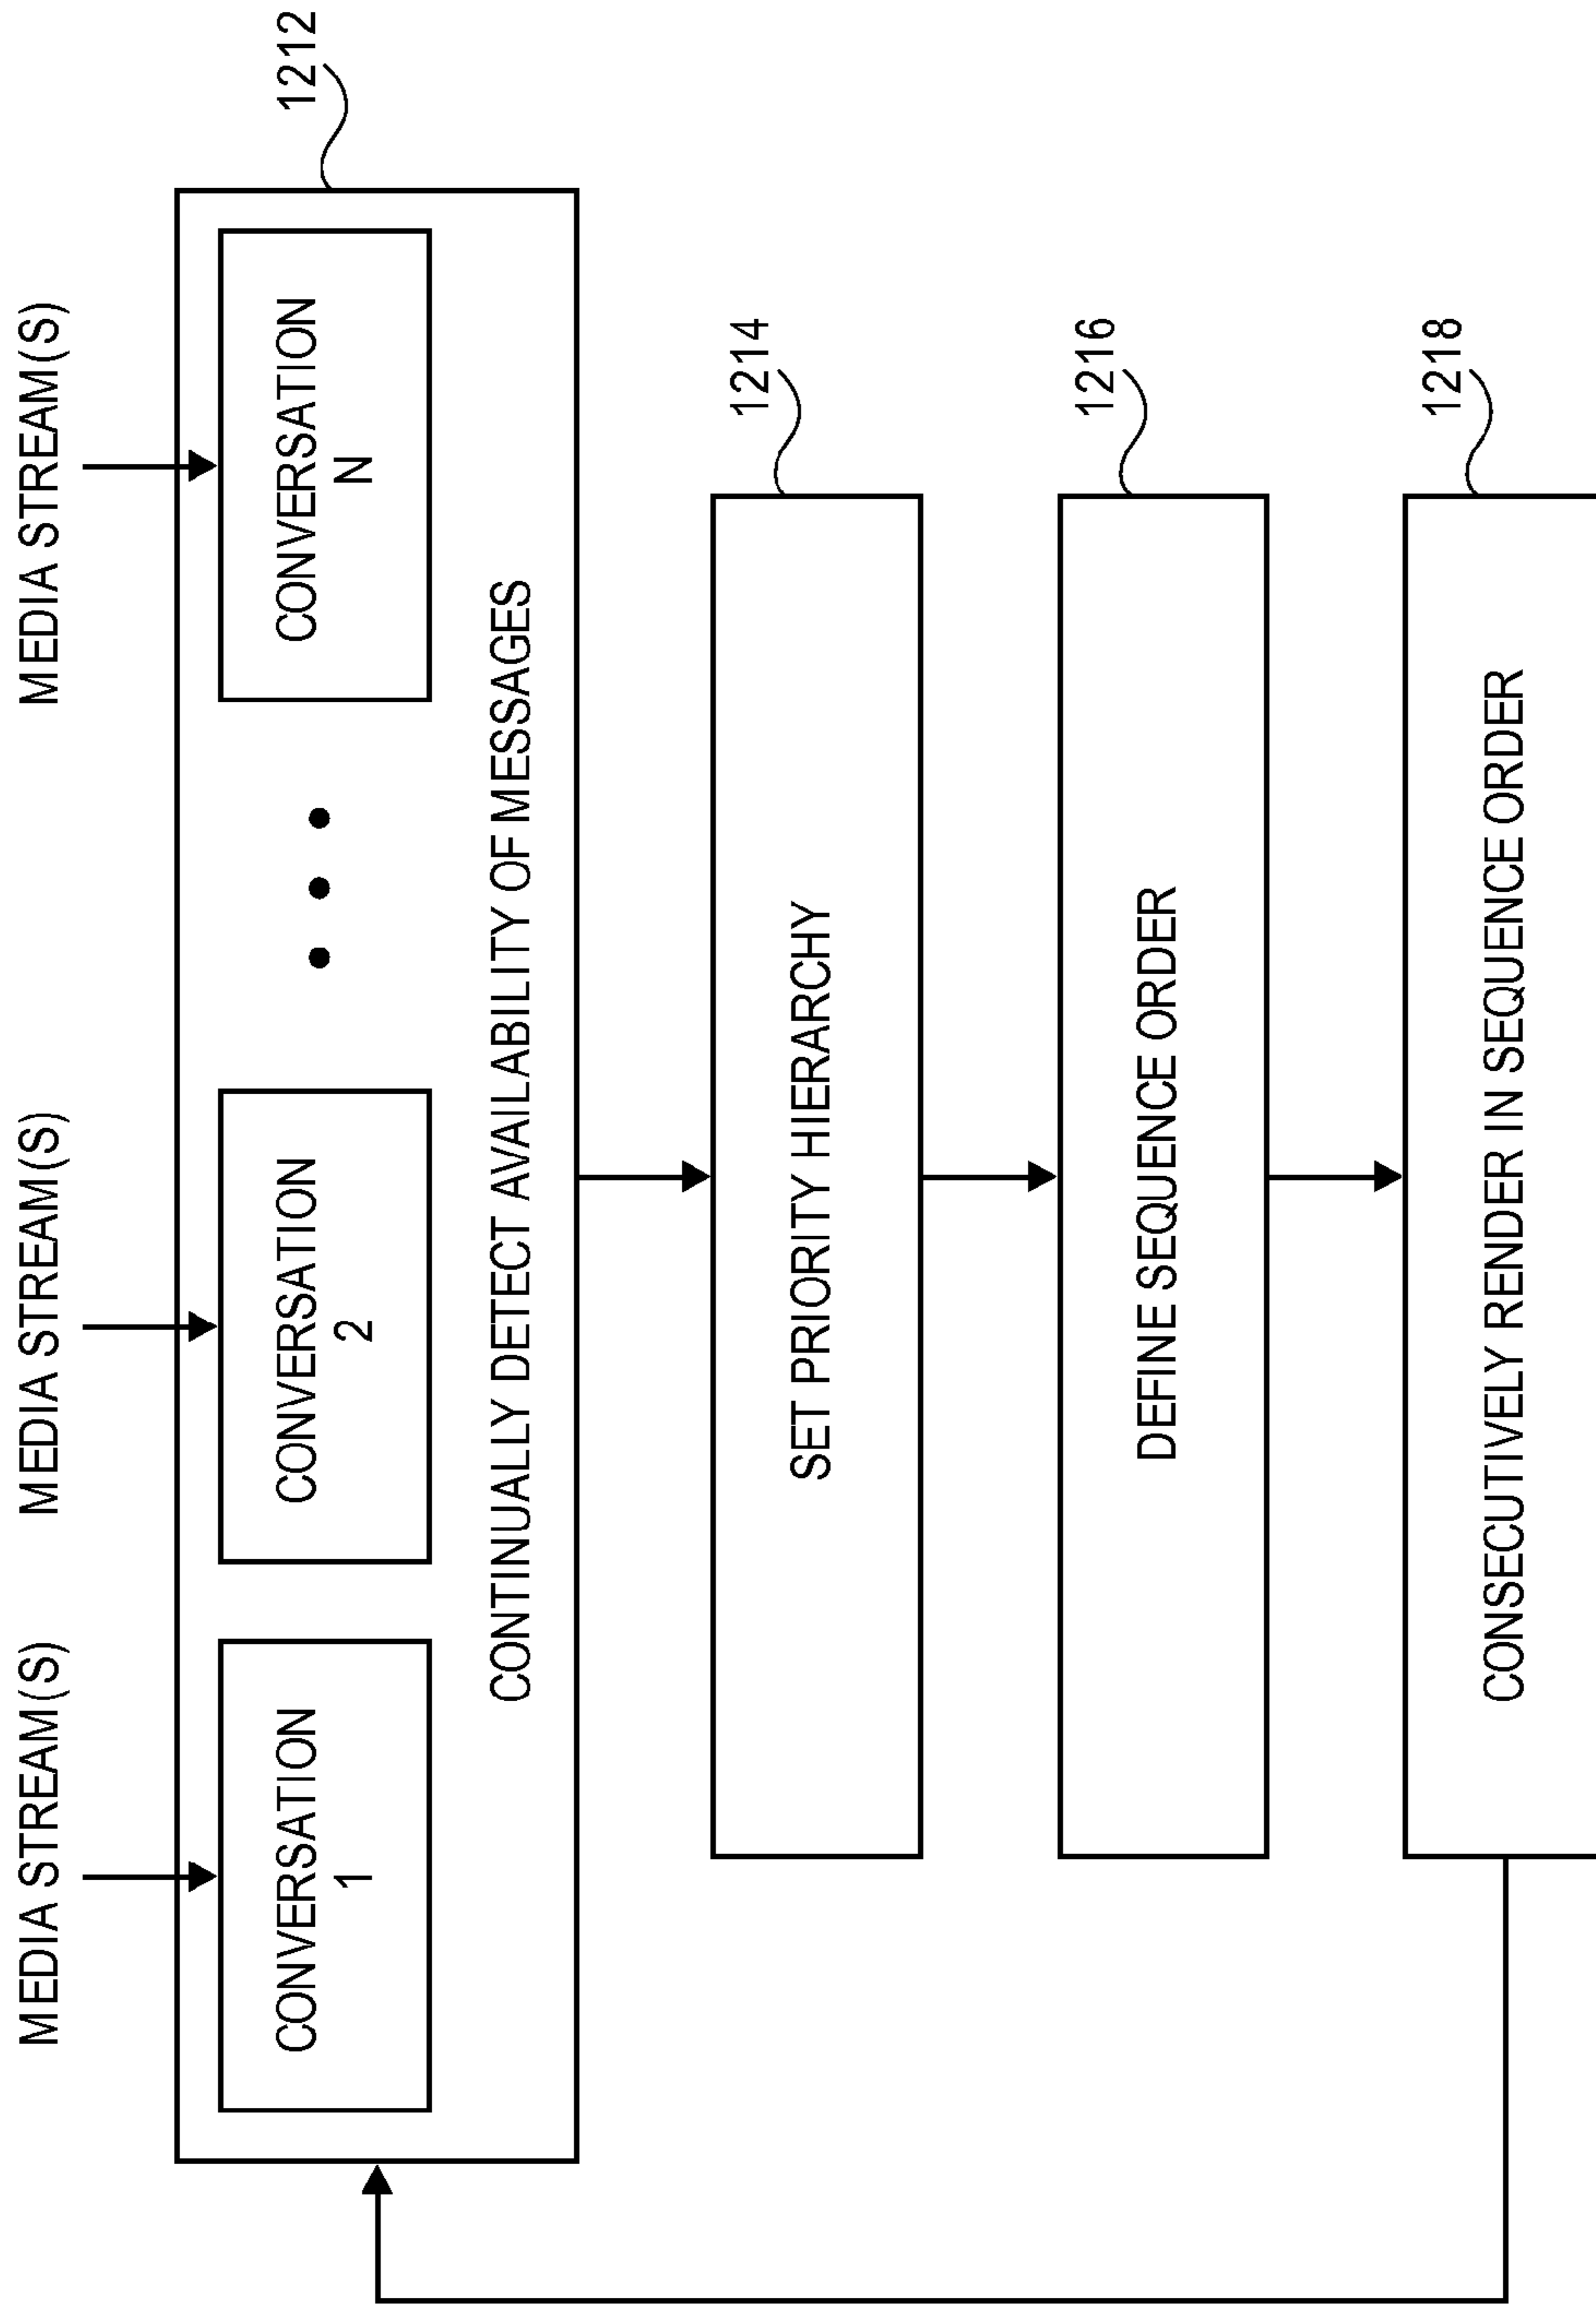 MEDIA STREAM(S)
MEDIA STREAM(S)
MEDIA STREAM(S)
1212
CONVERSATION
1
CONVERSATION
2
CONVERSATION
N
CONTINUALLY DETECT AVAILABILITY OF MESSAGES
1214
SET PRIORITY HIERARCHY
1216
DEFINE SEQUENCE ORDER
1218
CONSECUTIVELY RENDER IN SEQUENCE ORDER